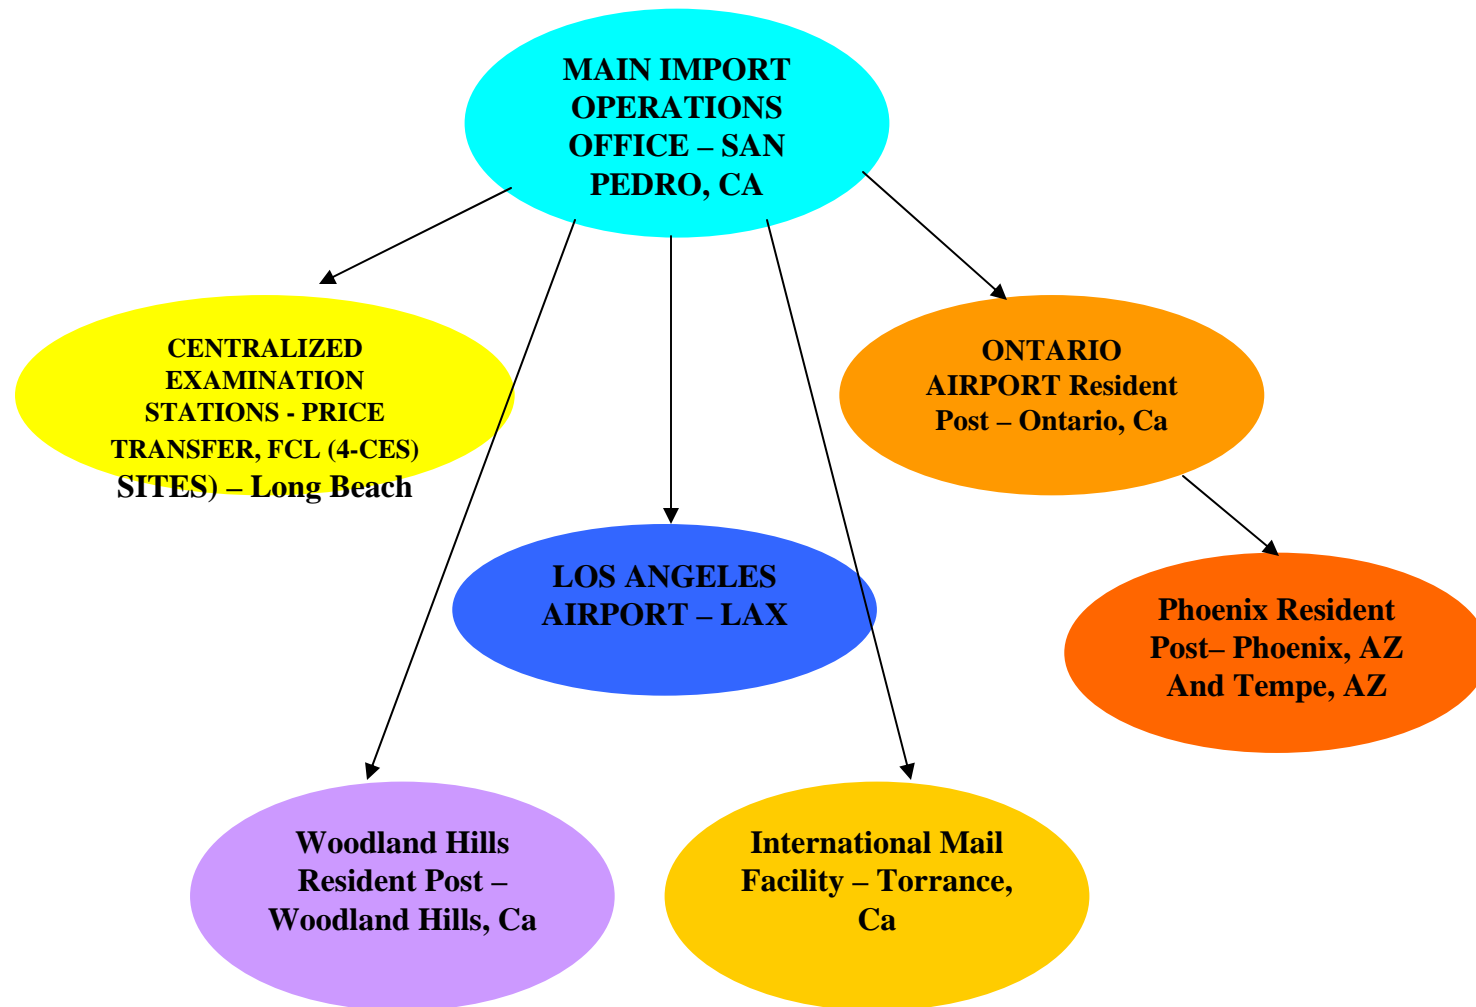 MAIN IMPORT
OPERATIONS
OFFICE – SAN
PEDRO, CA
CENTRALIZED
EXAMINATION
STATIONS - PRICE
TRANSFER, FCL (4-CES)
SITES) – Long Beach
ONTARIO
AIRPORT Resident
Post – Ontario, Ca
LOS ANGELES
AIRPORT – LAX
Phoenix Resident
Post– Phoenix, AZ
And Tempe, AZ
Woodland Hills
Resident Post –
Woodland Hills, Ca
International Mail
Facility – Torrance,
Ca